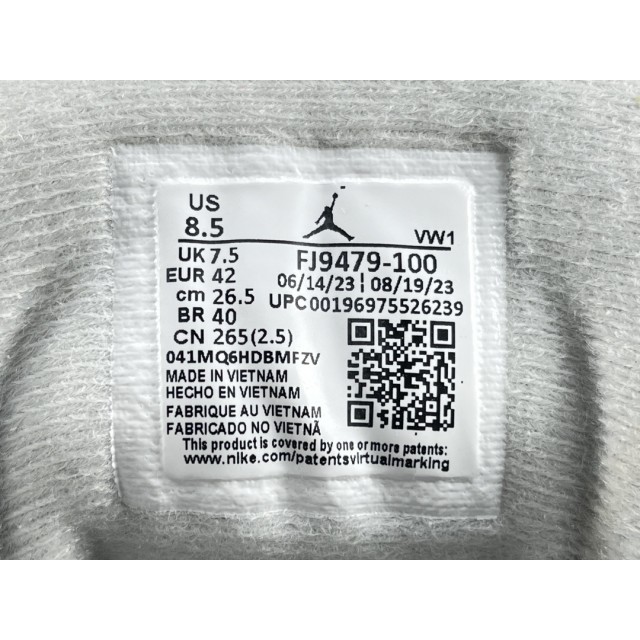 US
8.5
VW1
UK 7.5
EUR 42
cm 26.5
BR 40
CN 265(2.5)
FJ9479-100
06/14/23 | 08/19/23
UPC00196975526239
041MQ6HDBMFZV
MADE IN VIETNAM
HECHO EN VIETNAM
FABRIQUE AU VIETNAM
FABRICADO NO VIETNÃ
This product is covered by one or more patents:
www.nike.com/patentsvirtualmarking